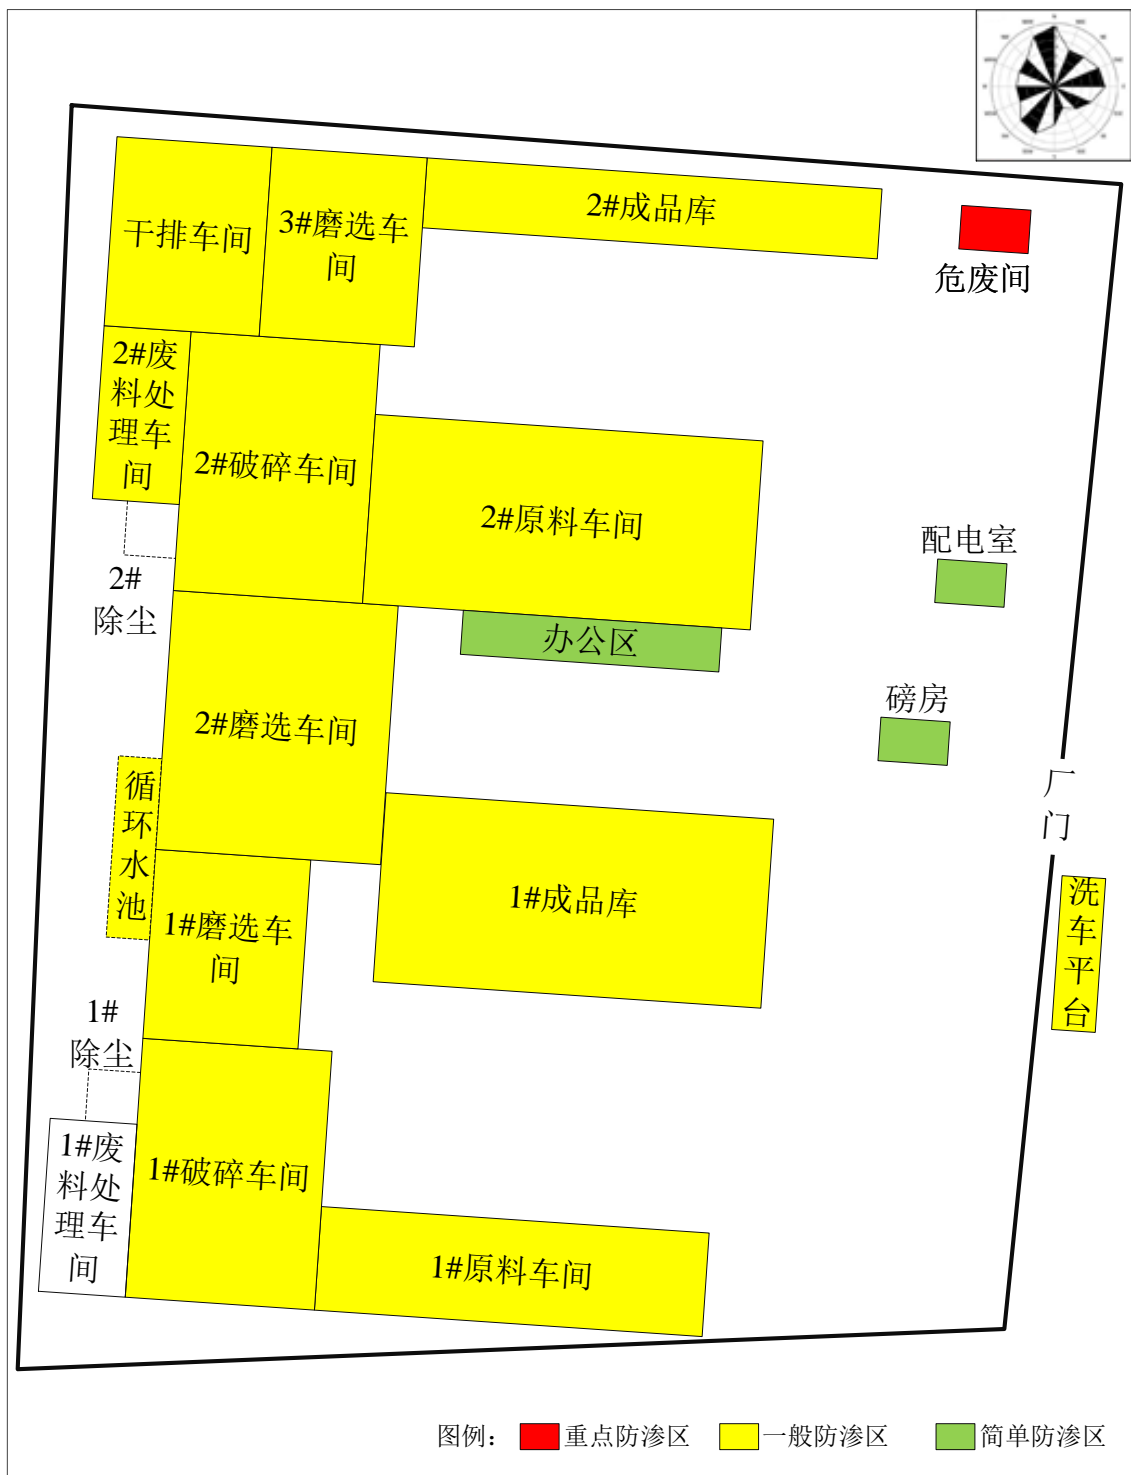 干排车间
3#磨选车
间
2#成品库
危废间
2#废
料处
理车
间
2#破碎车间
2#原料车间
配电室
2#
除尘
办公区
磅房
2#磨选车间
厂
门
循
环
水
池
1#成品库
洗
车
平
台
1#磨选车
间
1#
除尘
1#废
料处
理车
间
1#破碎车间
1#原料车间
图例：
重点防渗区
一般防渗区
简单防渗区